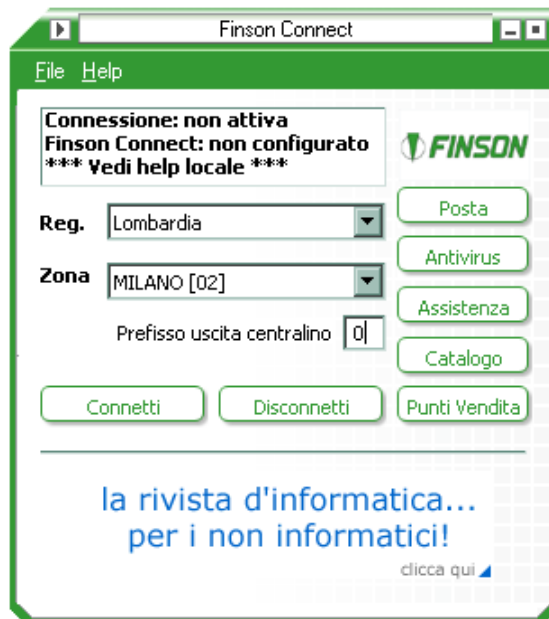 Finson Connect
File Help
Connessione: non attiva
Finson Connect: non configurato
*** Vedi help locale ***
FINSON
Reg. Lombardia
Zona MILANO [02]
Prefisso uscita centralino 0
Posta
Antivirus
Assistenza
Catalogo
Connetti Disconnetti Punti Vendita
la rivista d'informatica...
per i non informatici!
clicca qui